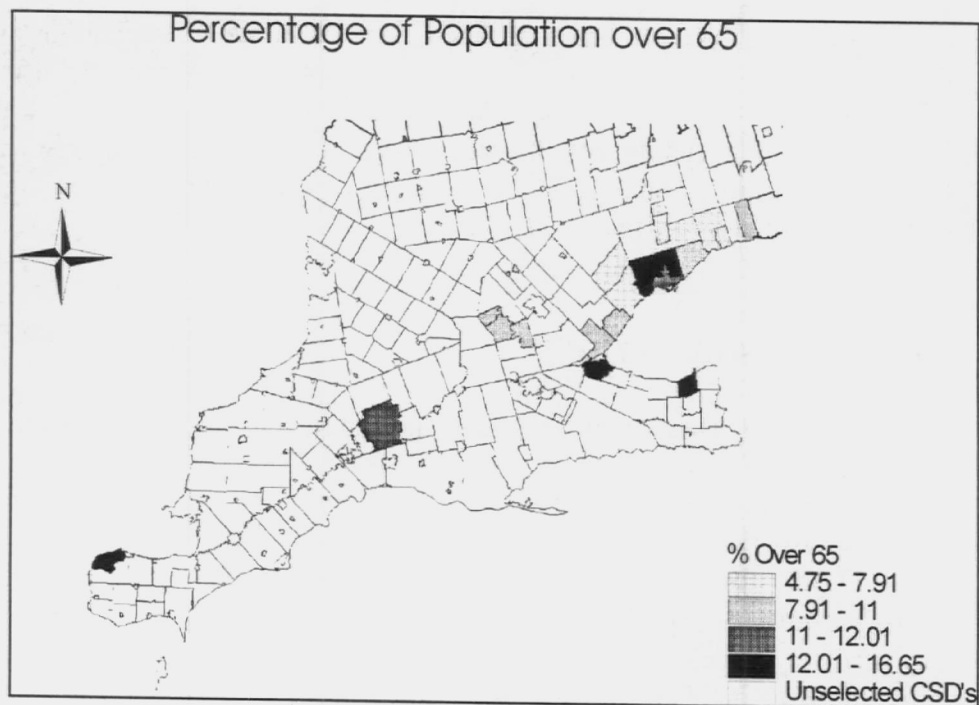 Percentage of Population over 65
N
% Over 65
4.75 - 7.91
7.91 - 11
11 - 12.01
12.01 - 16.65
Unselected CSD's